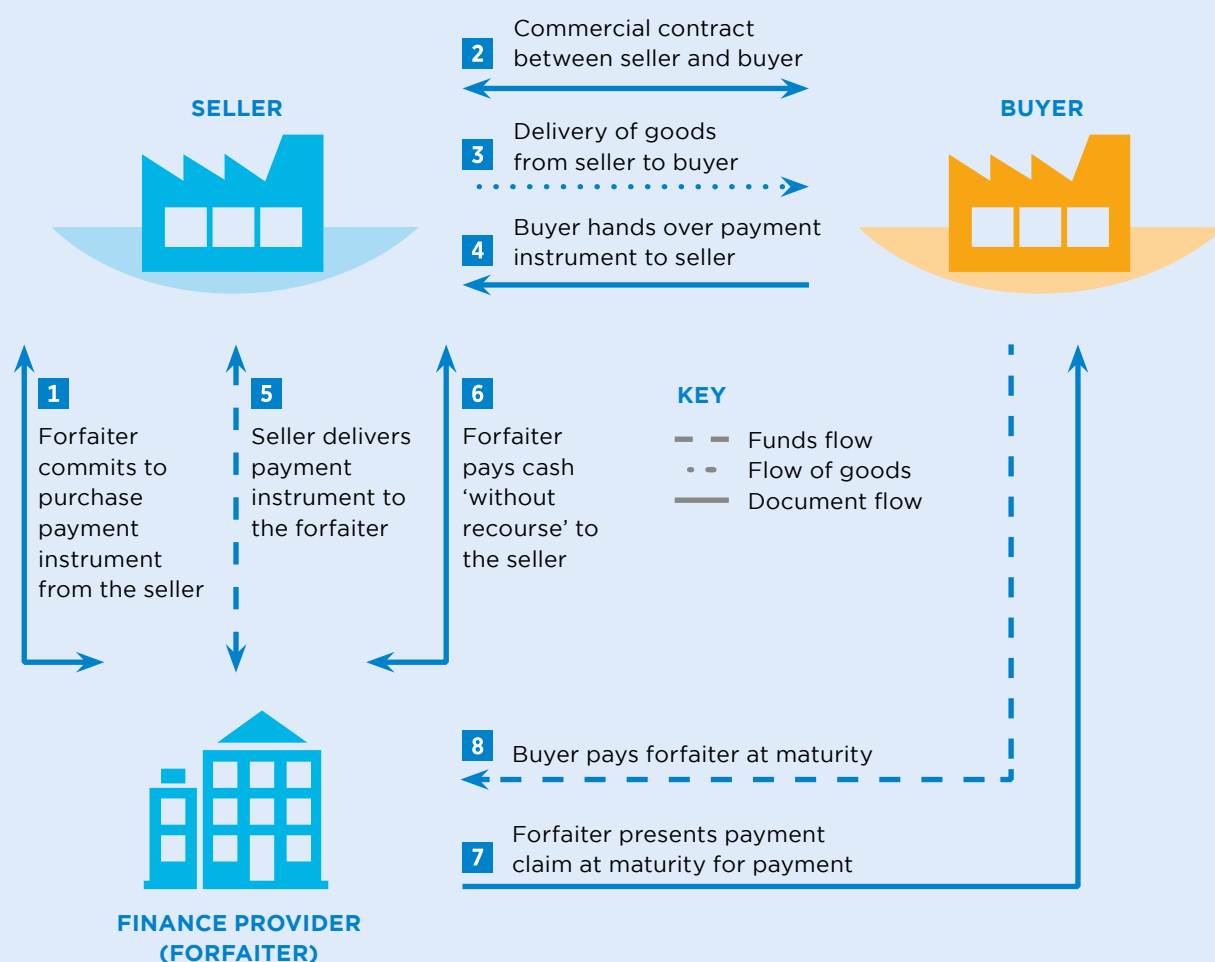 2
Commercial contract
between seller and buyer
SELLER
BUYER
3
Delivery of goods
from seller to buyer
4
Buyer hands over payment
instrument to seller
1
Forfaiter
commits to
purchase
payment
instrument
from the seller
5
Seller delivers
payment
instrument to
the forfaiter
6
Forfaiter
pays cash
‘without
recourse’ to
the seller
KEY
Funds flow
Flow of goods
Document flow
8
Buyer pays forfaiter at maturity
7
Forfaiter presents payment
claim at maturity for payment
FINANCE PROVIDER
(FORFAITER)